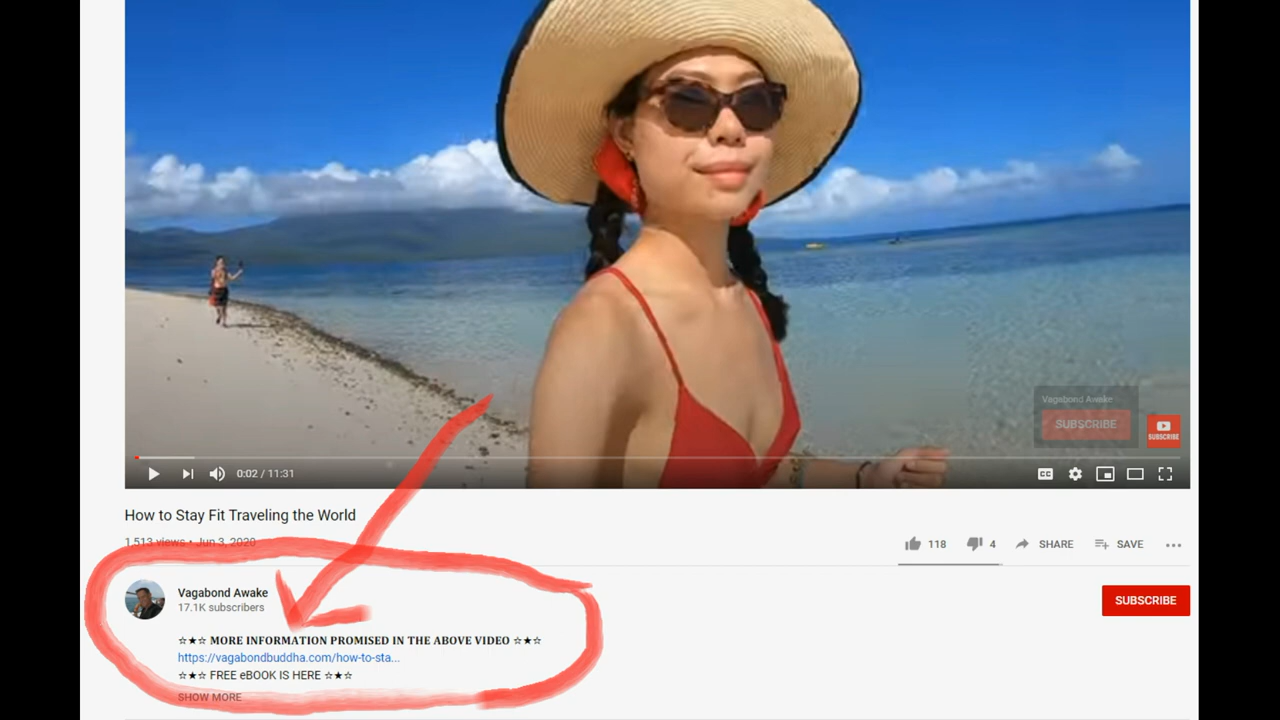 Vagabond Awake
SUBSCRIBE
SUBSCRIBE
0:02 / 11:31
CC
How to Stay Fit Traveling the World
1,513 views • Jun 3, 2020
118
4
SHARE
SAVE
Vagabond Awake
17.1K subscribers
SUBSCRIBE
☆★☆ MORE INFORMATION PROMISED IN THE ABOVE VIDEO ☆★☆
https://vagabondbuddha.com/how-to-sta...
☆★☆ FREE eBOOK IS HERE ☆★☆
SHOW MORE